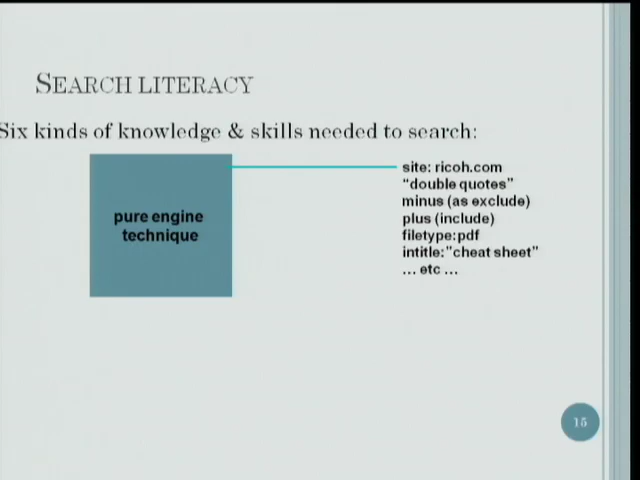 SEARCH LITERACY
Six kinds of knowledge & skills needed to search:
pure engine
technique
site: ricoh.com
“double quotes”
minus (as exclude)
plus (include)
filetype:pdf
intitle:”cheat sheet”
... etc ...
15